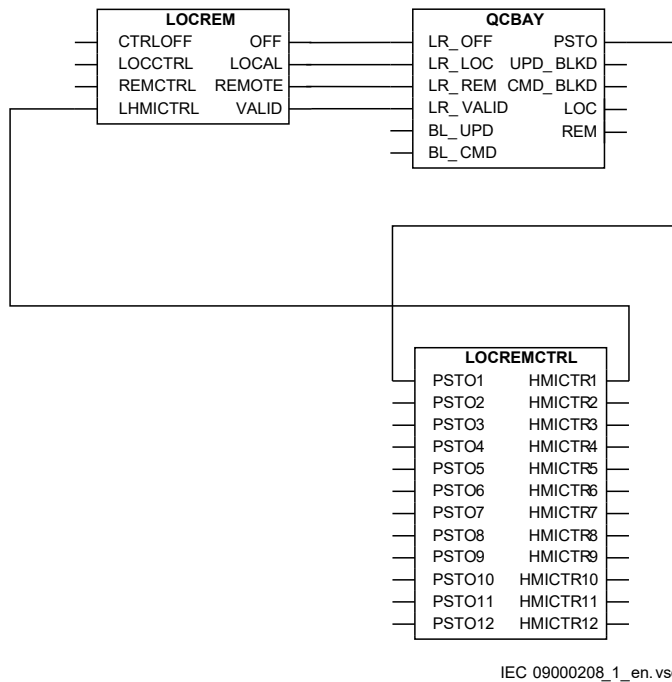 LOCREM
CTRLOFF OFF
LOCCTRL LOCAL
REMCTRL REMOTE
LHMICTRL VALID
QCBAY
LR_OFF PSTO
LR_LOC UPD_BLKD
LR_REM CMD_BLKD
LR_VALID LOC
BL_UPD REM
BL_CMD
LOCREMCTRL
PSTO1 HMICTR1
PSTO2 HMICTR2
PSTO3 HMICTR3
PSTO4 HMICTR4
PSTO5 HMICTR5
PSTO6 HMICTR6
PSTO7 HMICTR7
PSTO8 HMICTR8
PSTO9 HMICTR9
PSTO10 HMICTR10
PSTO11 HMICTR11
PSTO12 HMICTR12
IEC 09000208_1_en.vs